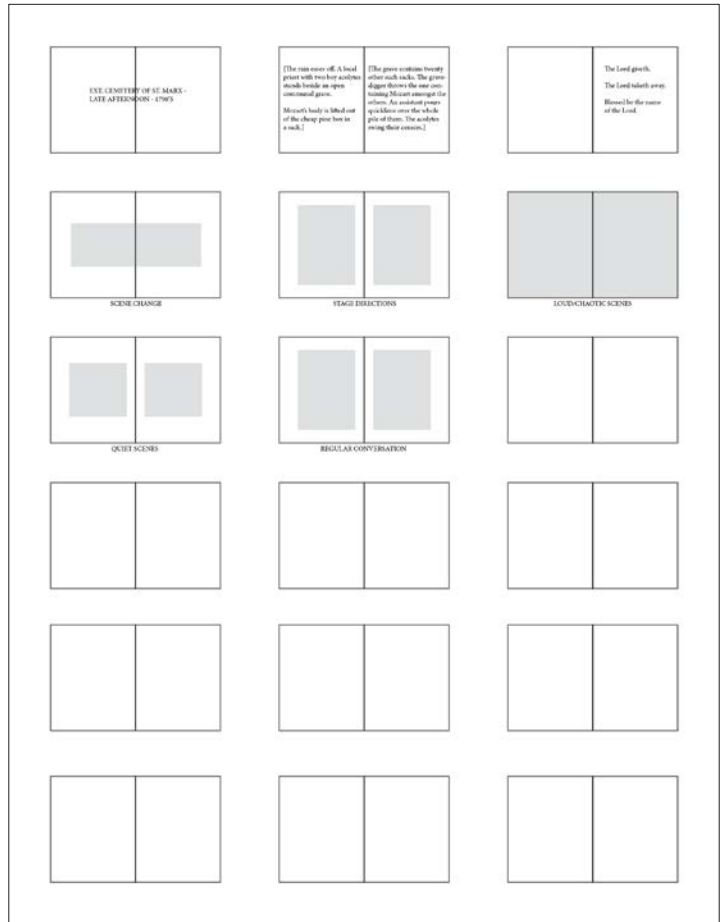 EXT. CEMETERY OF ST. MARX -
LATE AFTERNOON - 1790'S
[The rain eases off. A local
priest with two boy acolytes
stands beside an open
communal grave.
Mozart's body is lifted out
of the cheap pine box in
a sack.]
[The grave contains twenty
other such sacks. The grave-
digger throws the one con-
taining Mozart amongst the
others. An assistant pours
quicklime over the whole
pile of them. The acolytes
swing their censers.]
The Lord giveth.
The Lord taketh away.
Blessed be the name
of the Lord.
SCENE CHANGE
STAGE DIRECTIONS
LOUD/CHAOTIC SCENES
QUIET SCENES
REGULAR CONVERSATION